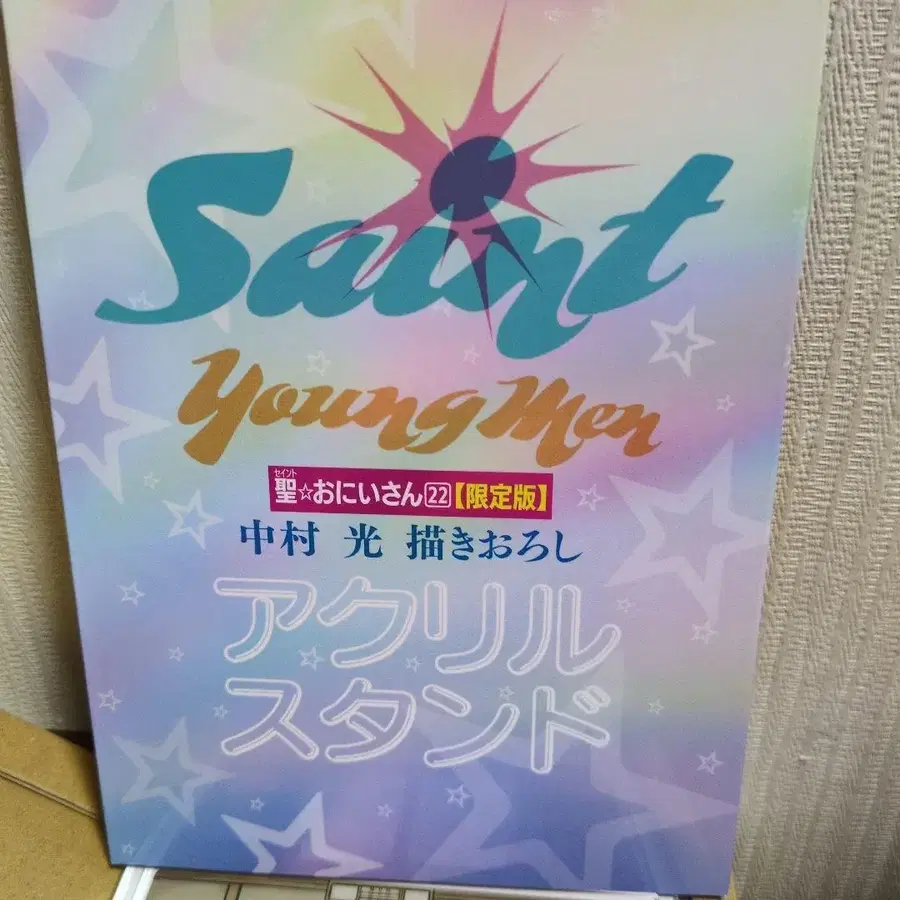 Saint
Young Men
セイント
聖☆おにいさん22【限定版】
中村 光 描きおろし
アクリル
スタンド